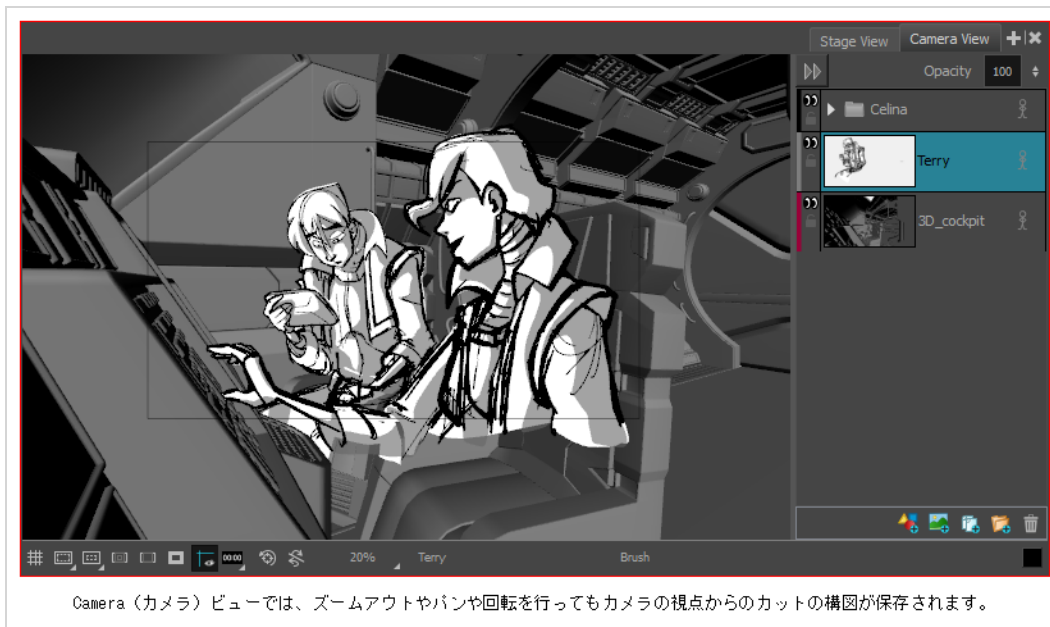 Stage View Camera View
Opacity 100
Celina
Terry
3D_cockpit
00:00 20% Terry Brush
Camera（カメラ）ビューでは、ズームアウトやパンや回転を行ってもカメラの視点からのカットの構図が保存されます。